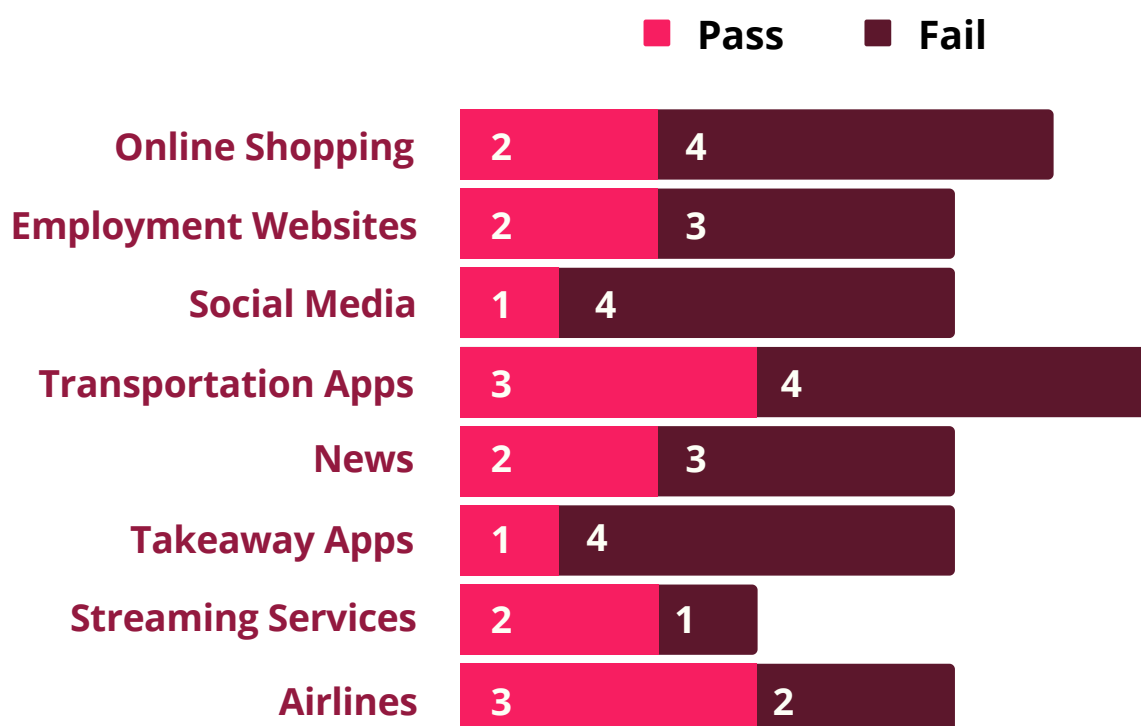 Pass Fail
Online Shopping 2 4
Employment Websites 2 3
Social Media 1 4
Transportation Apps 3 4
News 2 3
Takeaway Apps 1 4
Streaming Services 2 1
Airlines 3 2